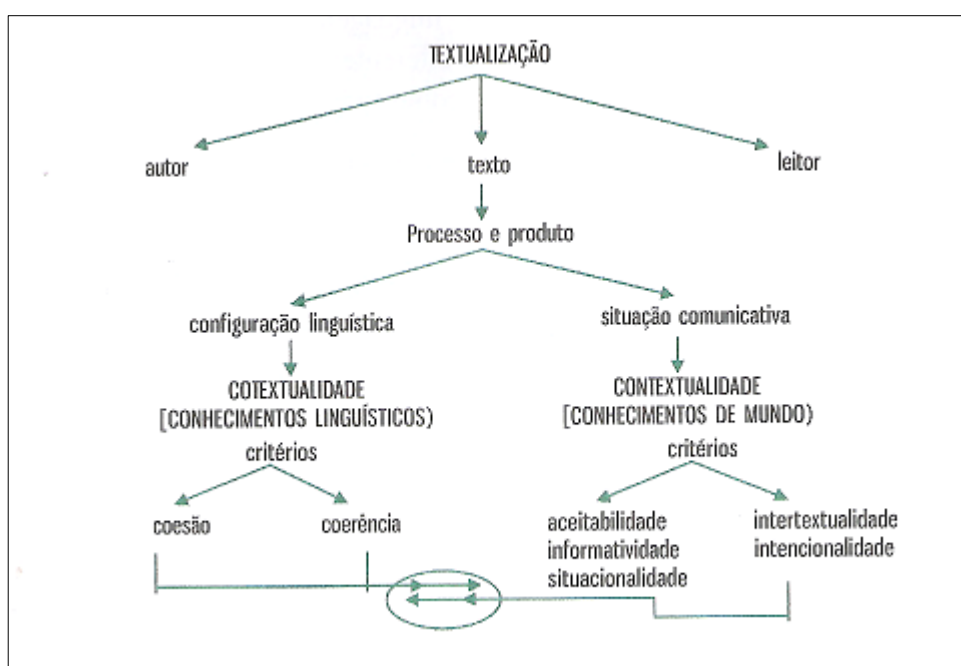 TEXTUALIZAÇÃO
autor
texto
leitor
Processo e produto
configuração linguística
situação comunicativa
COTEXTUALIDADE
[CONHECIMENTOS LINGUÍSTICOS)
critérios
CONTEXTUALIDADE
[CONHECIMENTOS DE MUNDO)
critérios
coesão
coerência
aceitabilidade
informatividade
situacionalidade
intertextualidade
intencionalidade